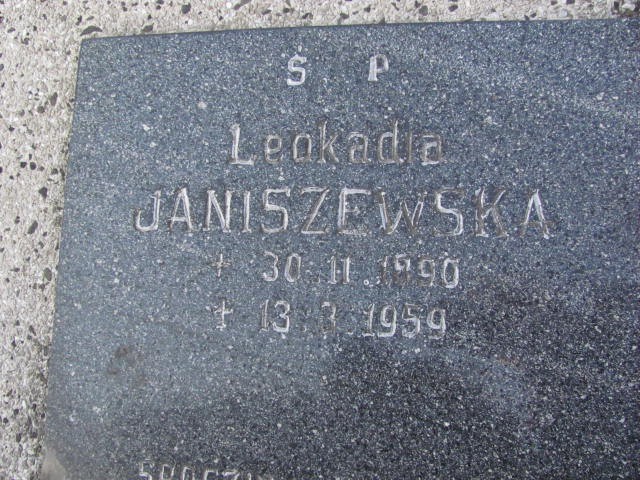 Ś P
Leokadia
JANISZEWSKA
+ 30.11.1890
+ 13.3.1959